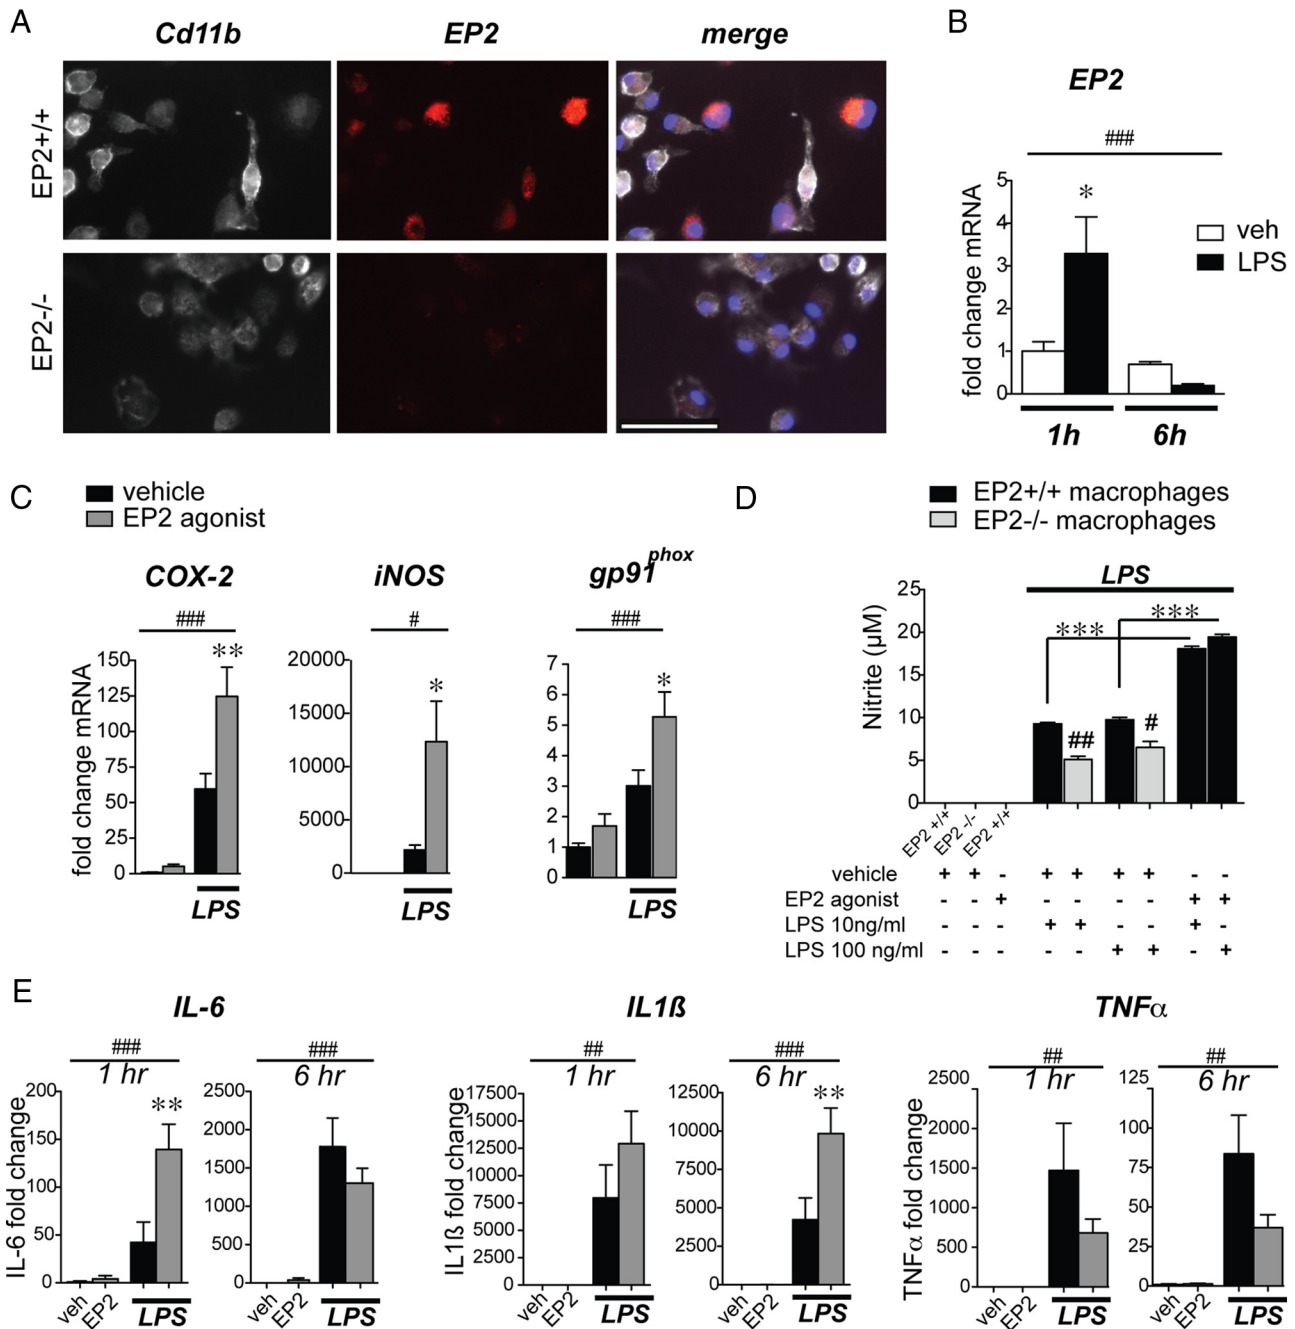 A
Cd11b EP2 merge
EP2+/+
EP2-/-
B
EP2
###
fold change mRNA
5
4
3
2
1
0
*
veh
LPS
1h 6h
C
vehicle
EP2 agonist
COX-2
###
**
fold change mRNA
150
125
100
75
50
25
0
LPS
iNOS
#
*
20000
15000
10000
5000
0
LPS
gp91phox
###
*
7
6
5
4
3
2
1
0
LPS
D
EP2+/+ macrophages
EP2-/- macrophages
LPS
Nitrite (µM)
25
20
15
10
5
0
*** ***
## #
EP2 +/+ EP2 -/- EP2 +/+
vehicle + + - + + + + - -
EP2 agonist - - + - - - - + +
LPS 10ng/ml - - - + + - - + -
LPS 100 ng/ml - - - - - + + - +
E
IL-6
###
1 hr
**
IL-6 fold change
200
150
100
50
0
veh EP2 LPS
###
6 hr
2500
2000
1500
1000
500
0
veh EP2 LPS
IL1ß
##
1 hr
IL1ß fold change
17500
15000
12500
10000
7500
5000
2500
0
veh EP2 LPS
###
6 hr
**
12500
10000
7500
5000
2500
0
veh EP2 LPS
TNFα
##
1 hr
TNFα fold change
2500
2000
1500
1000
500
0
veh EP2 LPS
##
6 hr
125
100
75
50
25
0
veh EP2 LPS